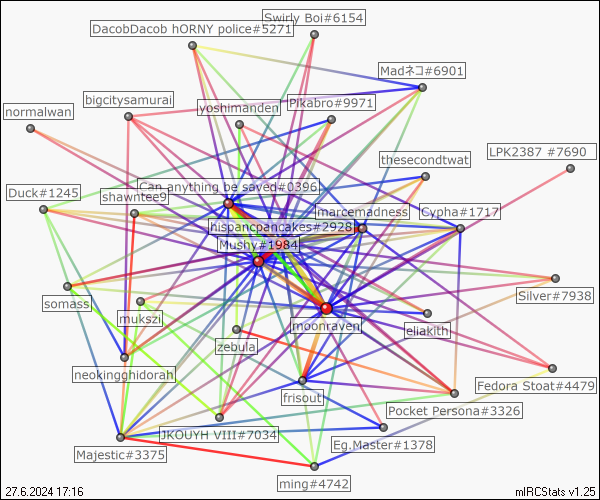 Swirly Boi#6154
DacobDacob hORNY police#5271
Madネコ#6901
bigcitysamurai
Pikabro#9971
yoshimanden
normalwan
LPK2387 #7690
thesecondtwat
Can anything be saved#0396
Duck#1245
shawntee9
marcemadness
Cypha#1717
hispancpancakes#2928
Mushy#1984
Silver#7938
somass
mukszi
moonraven
eliakith
zebula
neokingghidorah
Fedora Stoat#4479
frisout
Pocket Persona#3326
JKOUYH VIII#7034
Eg.Master#1378
Majestic#3375
ming#4742
27.6.2024 17:16
mIRCStats v1.25